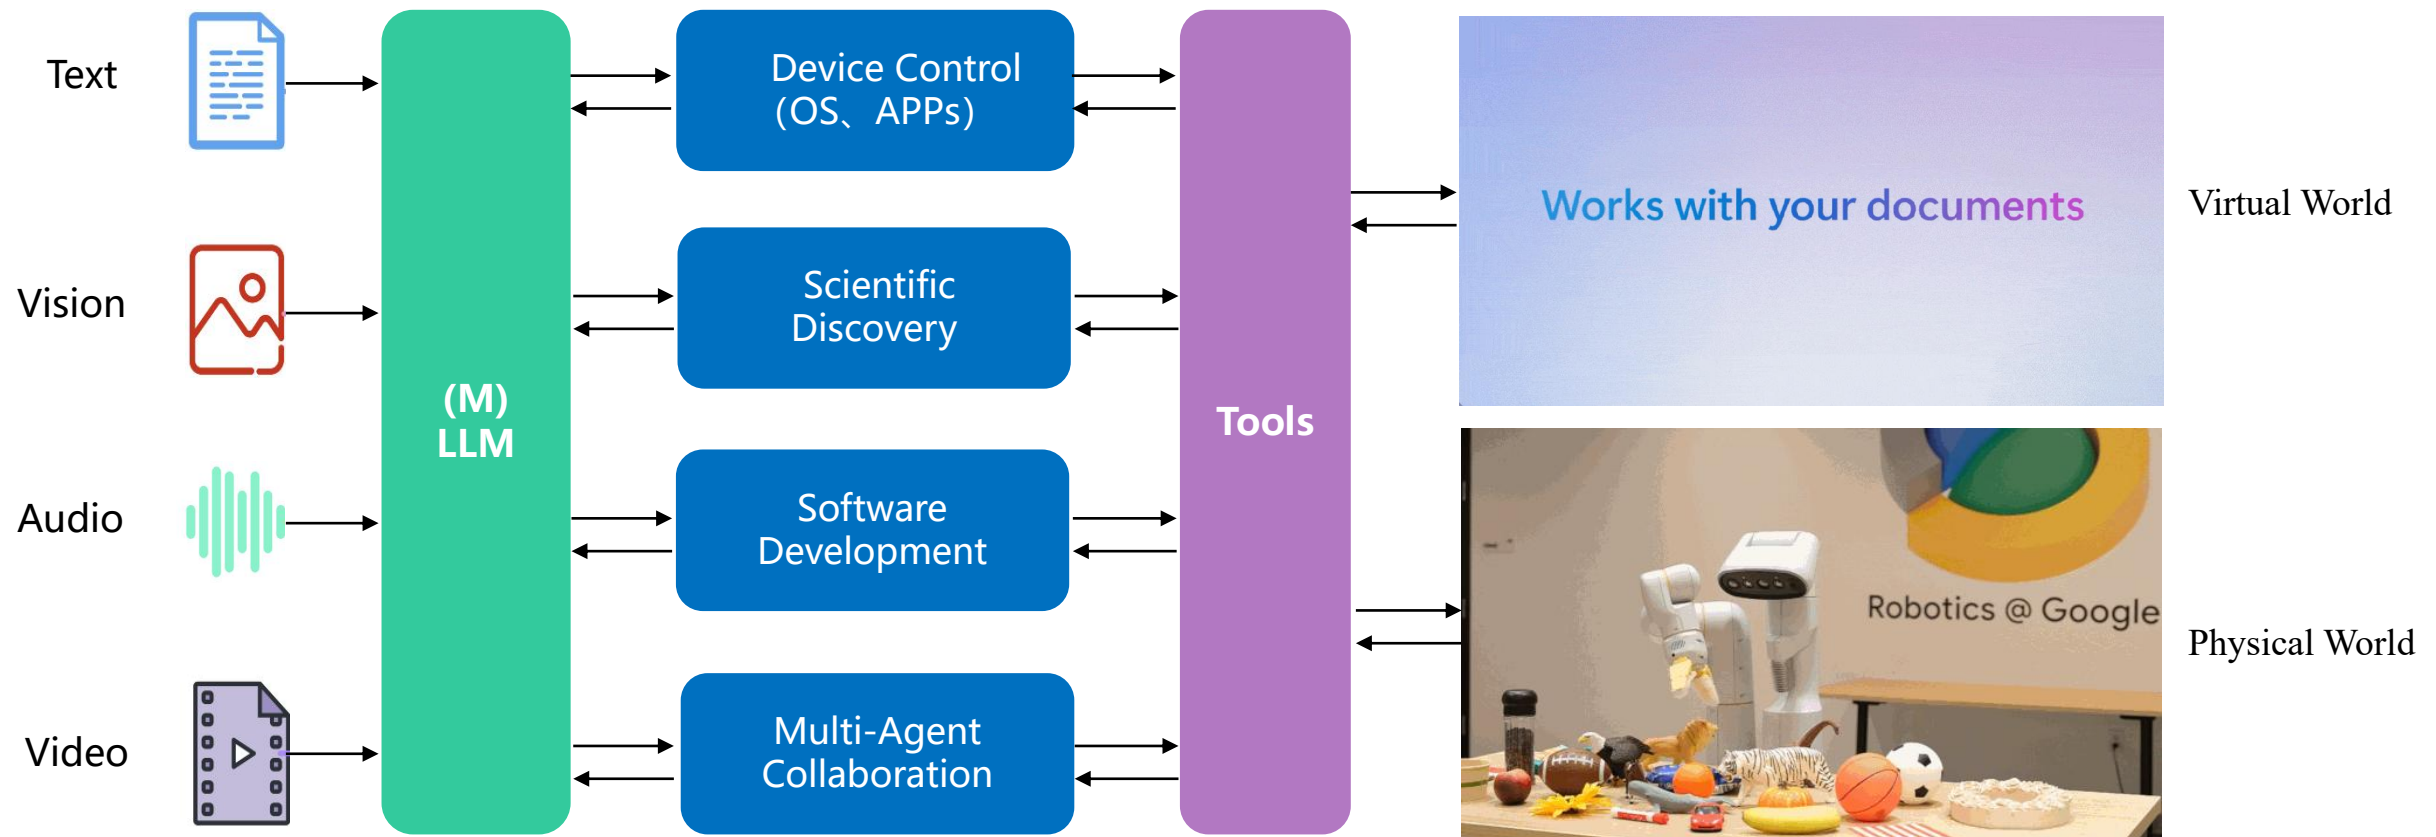 Text
Vision
Audio
Video
(M)
LLM
Device Control
（OS、APPs）
Scientific
Discovery
Software
Development
Multi-Agent
Collaboration
Tools
Works with your documents
Virtual World
Robotics @ Google
Physical World